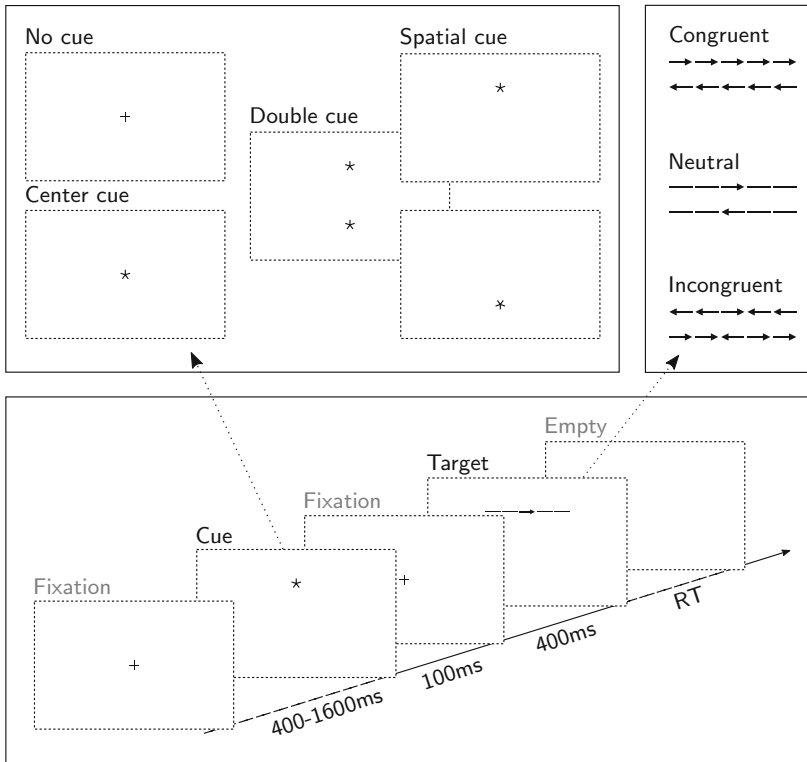 No cue
Spatial cue
Double cue
Center cue
Congruent
Neutral
Incongruent
Empty
Target
Fixation
Cue
Fixation
400-1600ms
100ms
400ms
RT